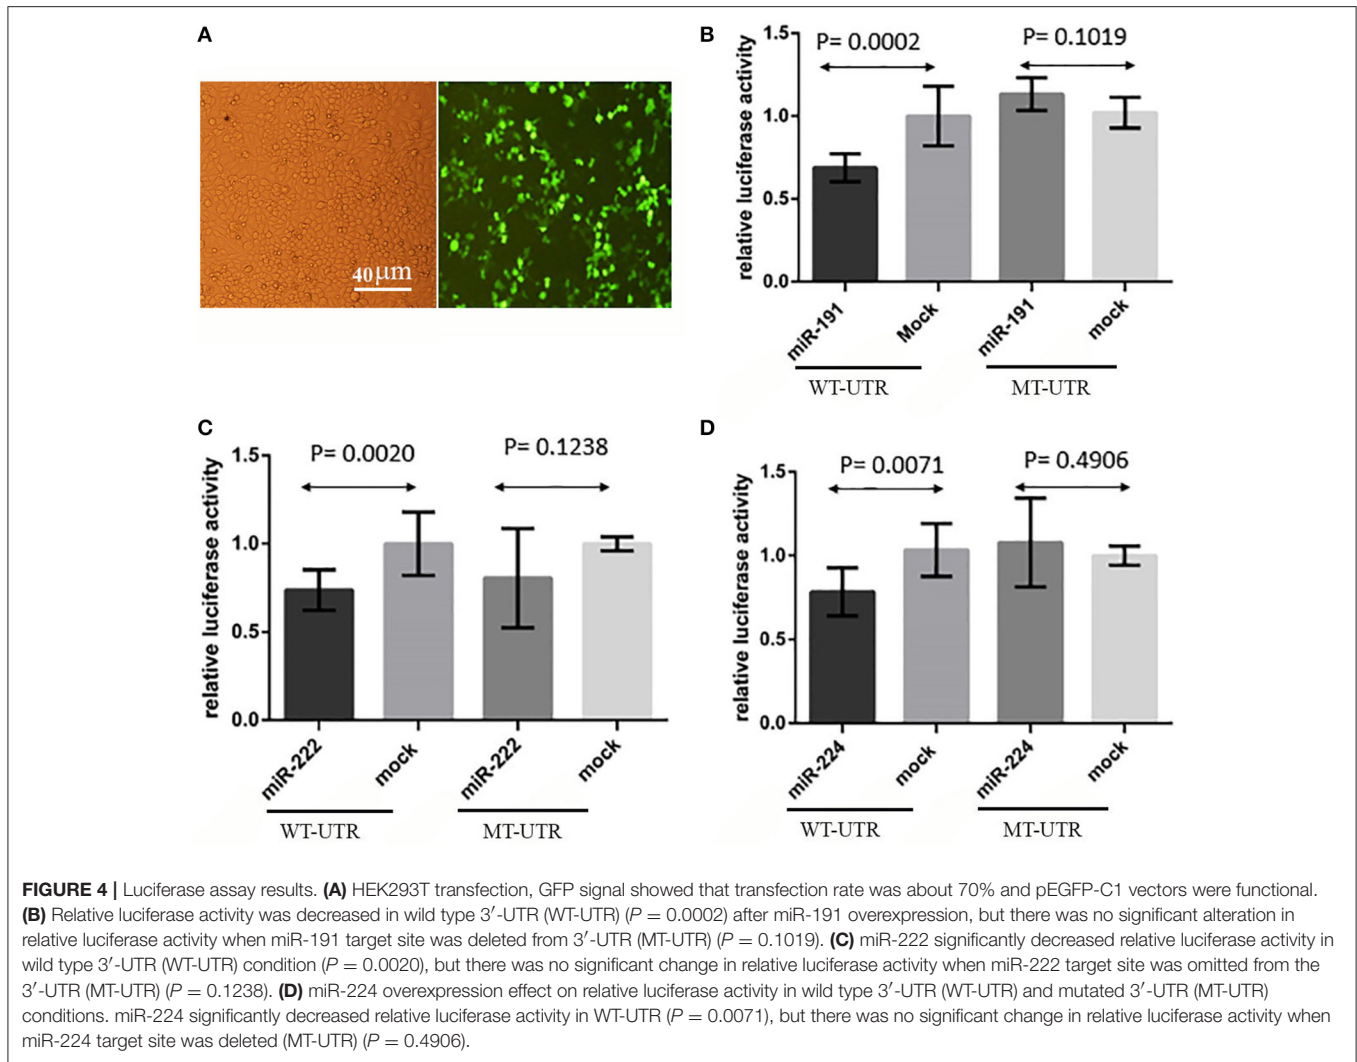 A
40 μm
B
P= 0.0002
P= 0.1019
relative luciferase activity
1.5
1.0
0.5
0.0
miR-191
Mock
miR-191
mock
WT-UTR
MT-UTR
C
P= 0.0020
P= 0.1238
relative luciferase activity
1.5
1.0
0.5
0.0
miR-222
mock
miR-222
mock
WT-UTR
MT-UTR
D
P= 0.0071
P= 0.4906
relative luciferase activity
1.5
1.0
0.5
0.0
miR-224
mock
miR-224
mock
WT-UTR
MT-UTR
FIGURE 4 | Luciferase assay results. (A) HEK293T transfection, GFP signal showed that transfection rate was about 70% and pEGFP-C1 vectors were functional.
(B) Relative luciferase activity was decreased in wild type 3′-UTR (WT-UTR) (P = 0.0002) after miR-191 overexpression, but there was no significant alteration in
relative luciferase activity when miR-191 target site was deleted from 3′-UTR (MT-UTR) (P = 0.1019). (C) miR-222 significantly decreased relative luciferase activity in
wild type 3′-UTR (WT-UTR) condition (P = 0.0020), but there was no significant change in relative luciferase activity when miR-222 target site was omitted from the
3′-UTR (MT-UTR) (P = 0.1238). (D) miR-224 overexpression effect on relative luciferase activity in wild type 3′-UTR (WT-UTR) and mutated 3′-UTR (MT-UTR)
conditions. miR-224 significantly decreased relative luciferase activity in WT-UTR (P = 0.0071), but there was no significant change in relative luciferase activity when
miR-224 target site was deleted (MT-UTR) (P = 0.4906).